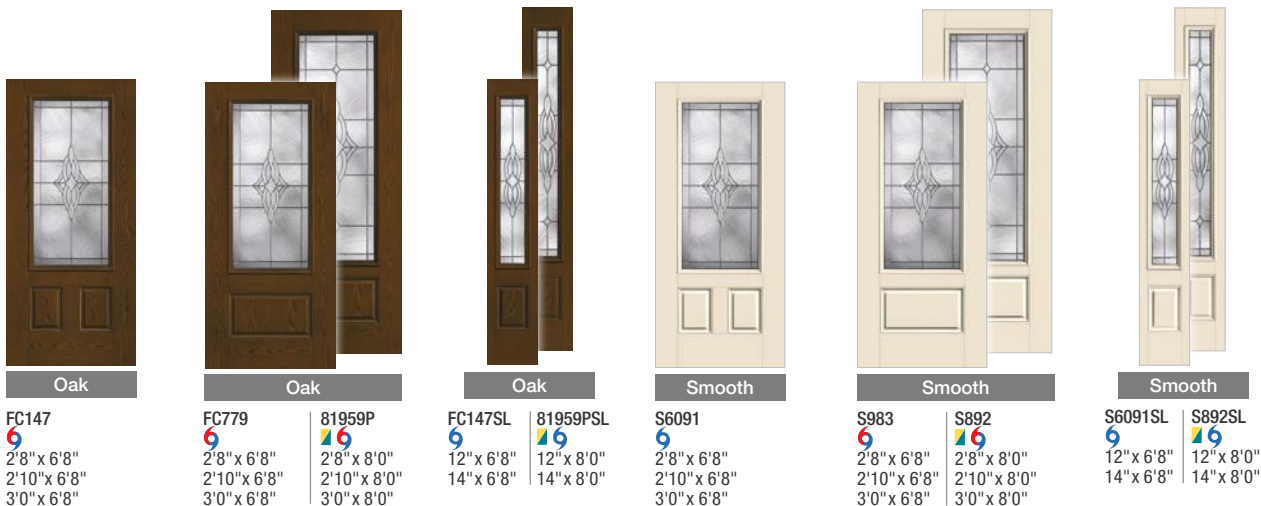 Oak
FC147
2'8" x 6'8"
2'10" x 6'8"
3'0" x 6'8"
Oak
FC779
2'8" x 6'8"
2'10" x 6'8"
3'0" x 6'8"
81959P
2'8" x 8'0"
2'10" x 8'0"
3'0" x 8'0"
Oak
FC147SL
12" x 6'8"
14" x 6'8"
81959PSL
12" x 8'0"
14" x 8'0"
Smooth
S6091
2'8" x 6'8"
2'10" x 6'8"
3'0" x 6'8"
Smooth
S983
2'8" x 6'8"
2'10" x 6'8"
3'0" x 6'8"
S892
2'8" x 8'0"
2'10" x 8'0"
3'0" x 8'0"
Smooth
S6091SL
12" x 6'8"
14" x 6'8"
S892SL
12" x 8'0"
14" x 8'0"